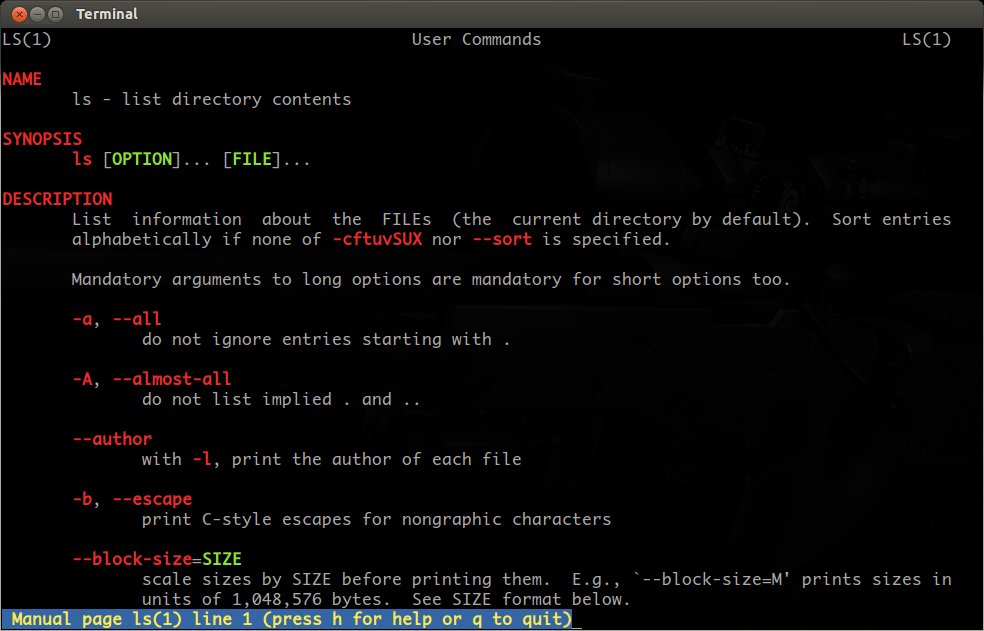 Terminal
LS(1) User Commands LS(1)
NAME
ls - list directory contents
SYNOPSIS
ls [OPTION]... [FILE]...
DESCRIPTION
List information about the FILEs (the current directory by default). Sort entries
alphabetically if none of -cftuvSUX nor --sort is specified.
Mandatory arguments to long options are mandatory for short options too.
-a, --all
do not ignore entries starting with .
-A, --almost-all
do not list implied . and ..
--author
with -l, print the author of each file
-b, --escape
print C-style escapes for nongraphic characters
--block-size=SIZE
scale sizes by SIZE before printing them. E.g., `--block-size=M' prints sizes in
units of 1,048,576 bytes. See SIZE format below.
Manual page ls(1) line 1 (press h for help or q to quit)